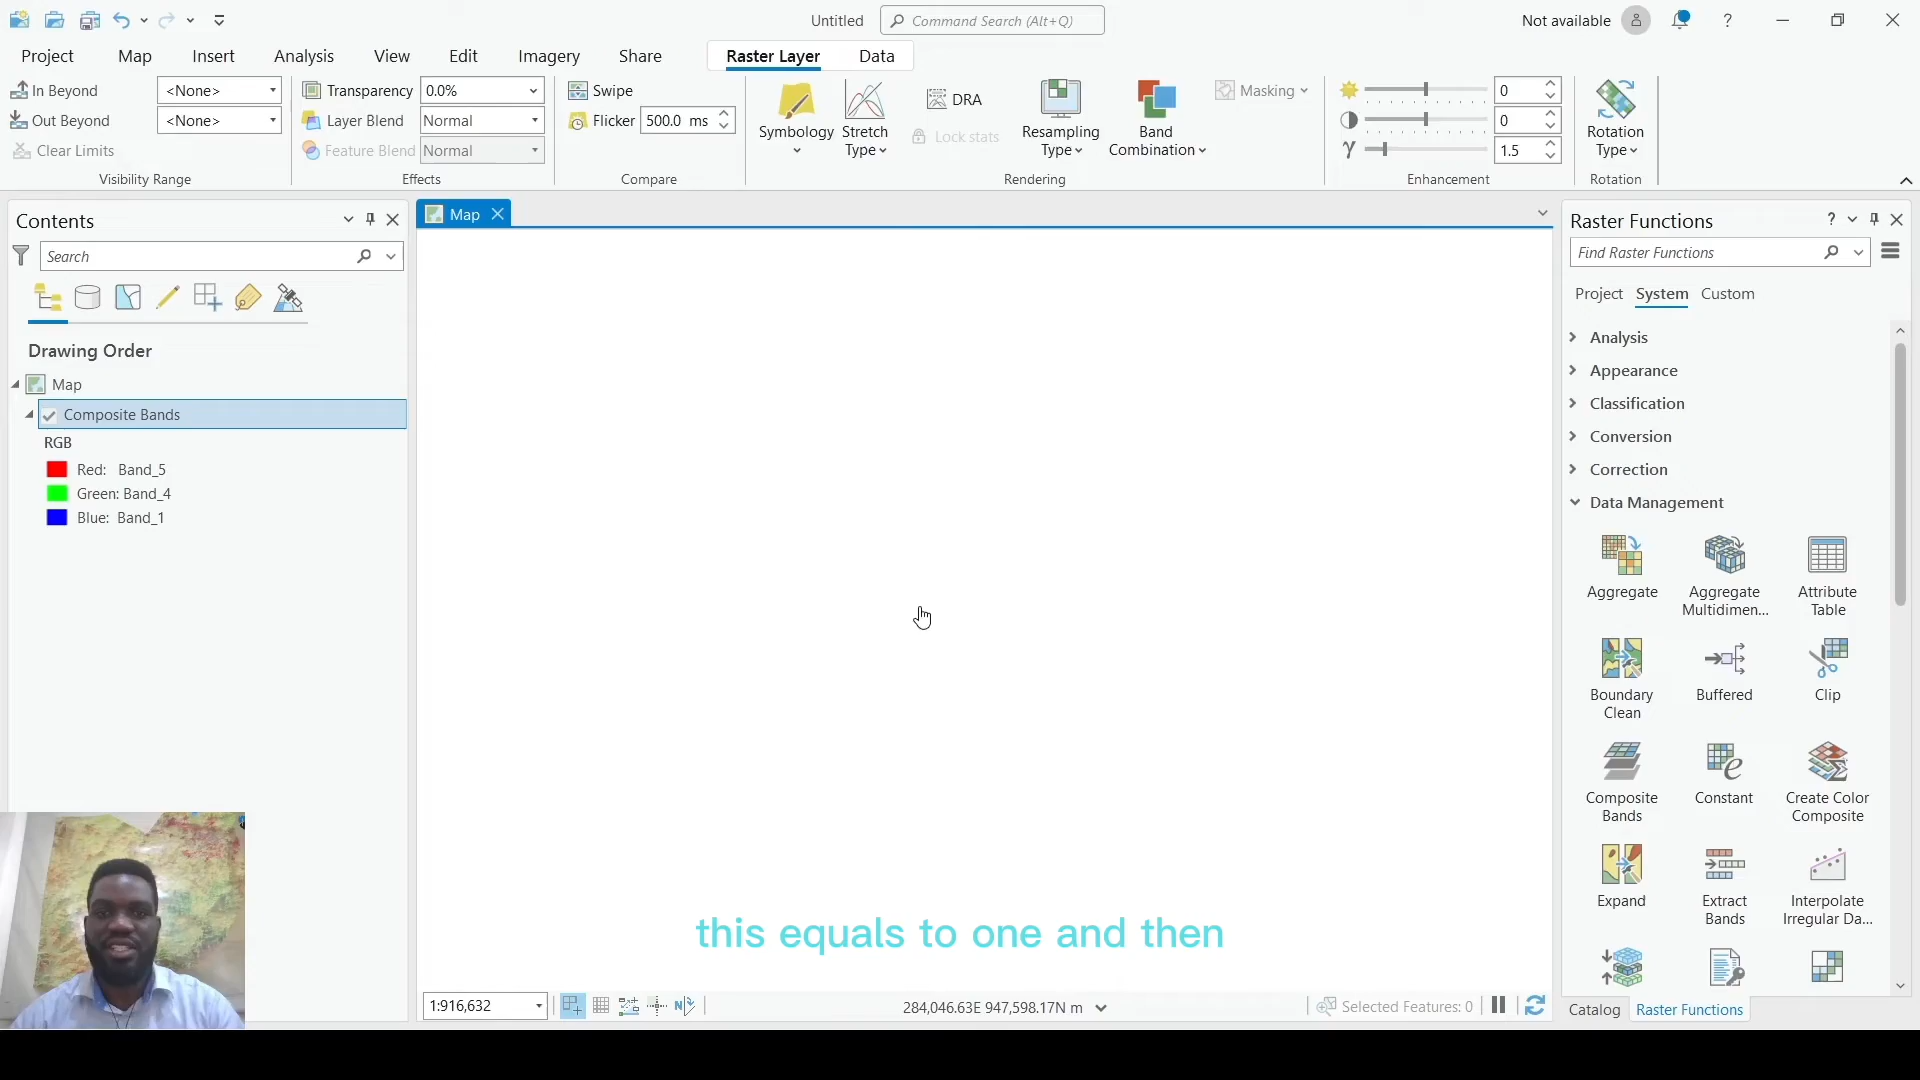 Untitled
Command Search (Alt+Q)
Not available
?
Project
Map
Insert
Analysis
View
Edit
Imagery
Share
Raster Layer
Data
In Beyond
<None>
Out Beyond
<None>
Clear Limits
Visibility Range
Transparency
0.0%
Layer Blend
Normal
Feature Blend
Normal
Effects
Swipe
Flicker
500.0 ms
Compare
Symbology
Stretch
Type
DRA
Lock stats
Resampling
Type
Band
Combination
Masking
Rendering
0
0
γ
1.5
Enhancement
Rotation
Type
Rotation
Contents
Search
Drawing Order
Map
Composite Bands
RGB
Red: Band_5
Green: Band_4
Blue: Band_1
Map
this equals to one and then
1:916,632
284,046.63E 947,598.17N m
Selected Features: 0
Raster Functions
?
Find Raster Functions
Project
System
Custom
Analysis
Appearance
Classification
Conversion
Correction
Data Management
Aggregate
Aggregate
Multidimen...
Attribute
Table
Boundary
Clean
Buffered
Clip
Composite
Bands
Constant
Create Color
Composite
Expand
Extract
Bands
Interpolate
Irregular Da...
Catalog
Raster Functions